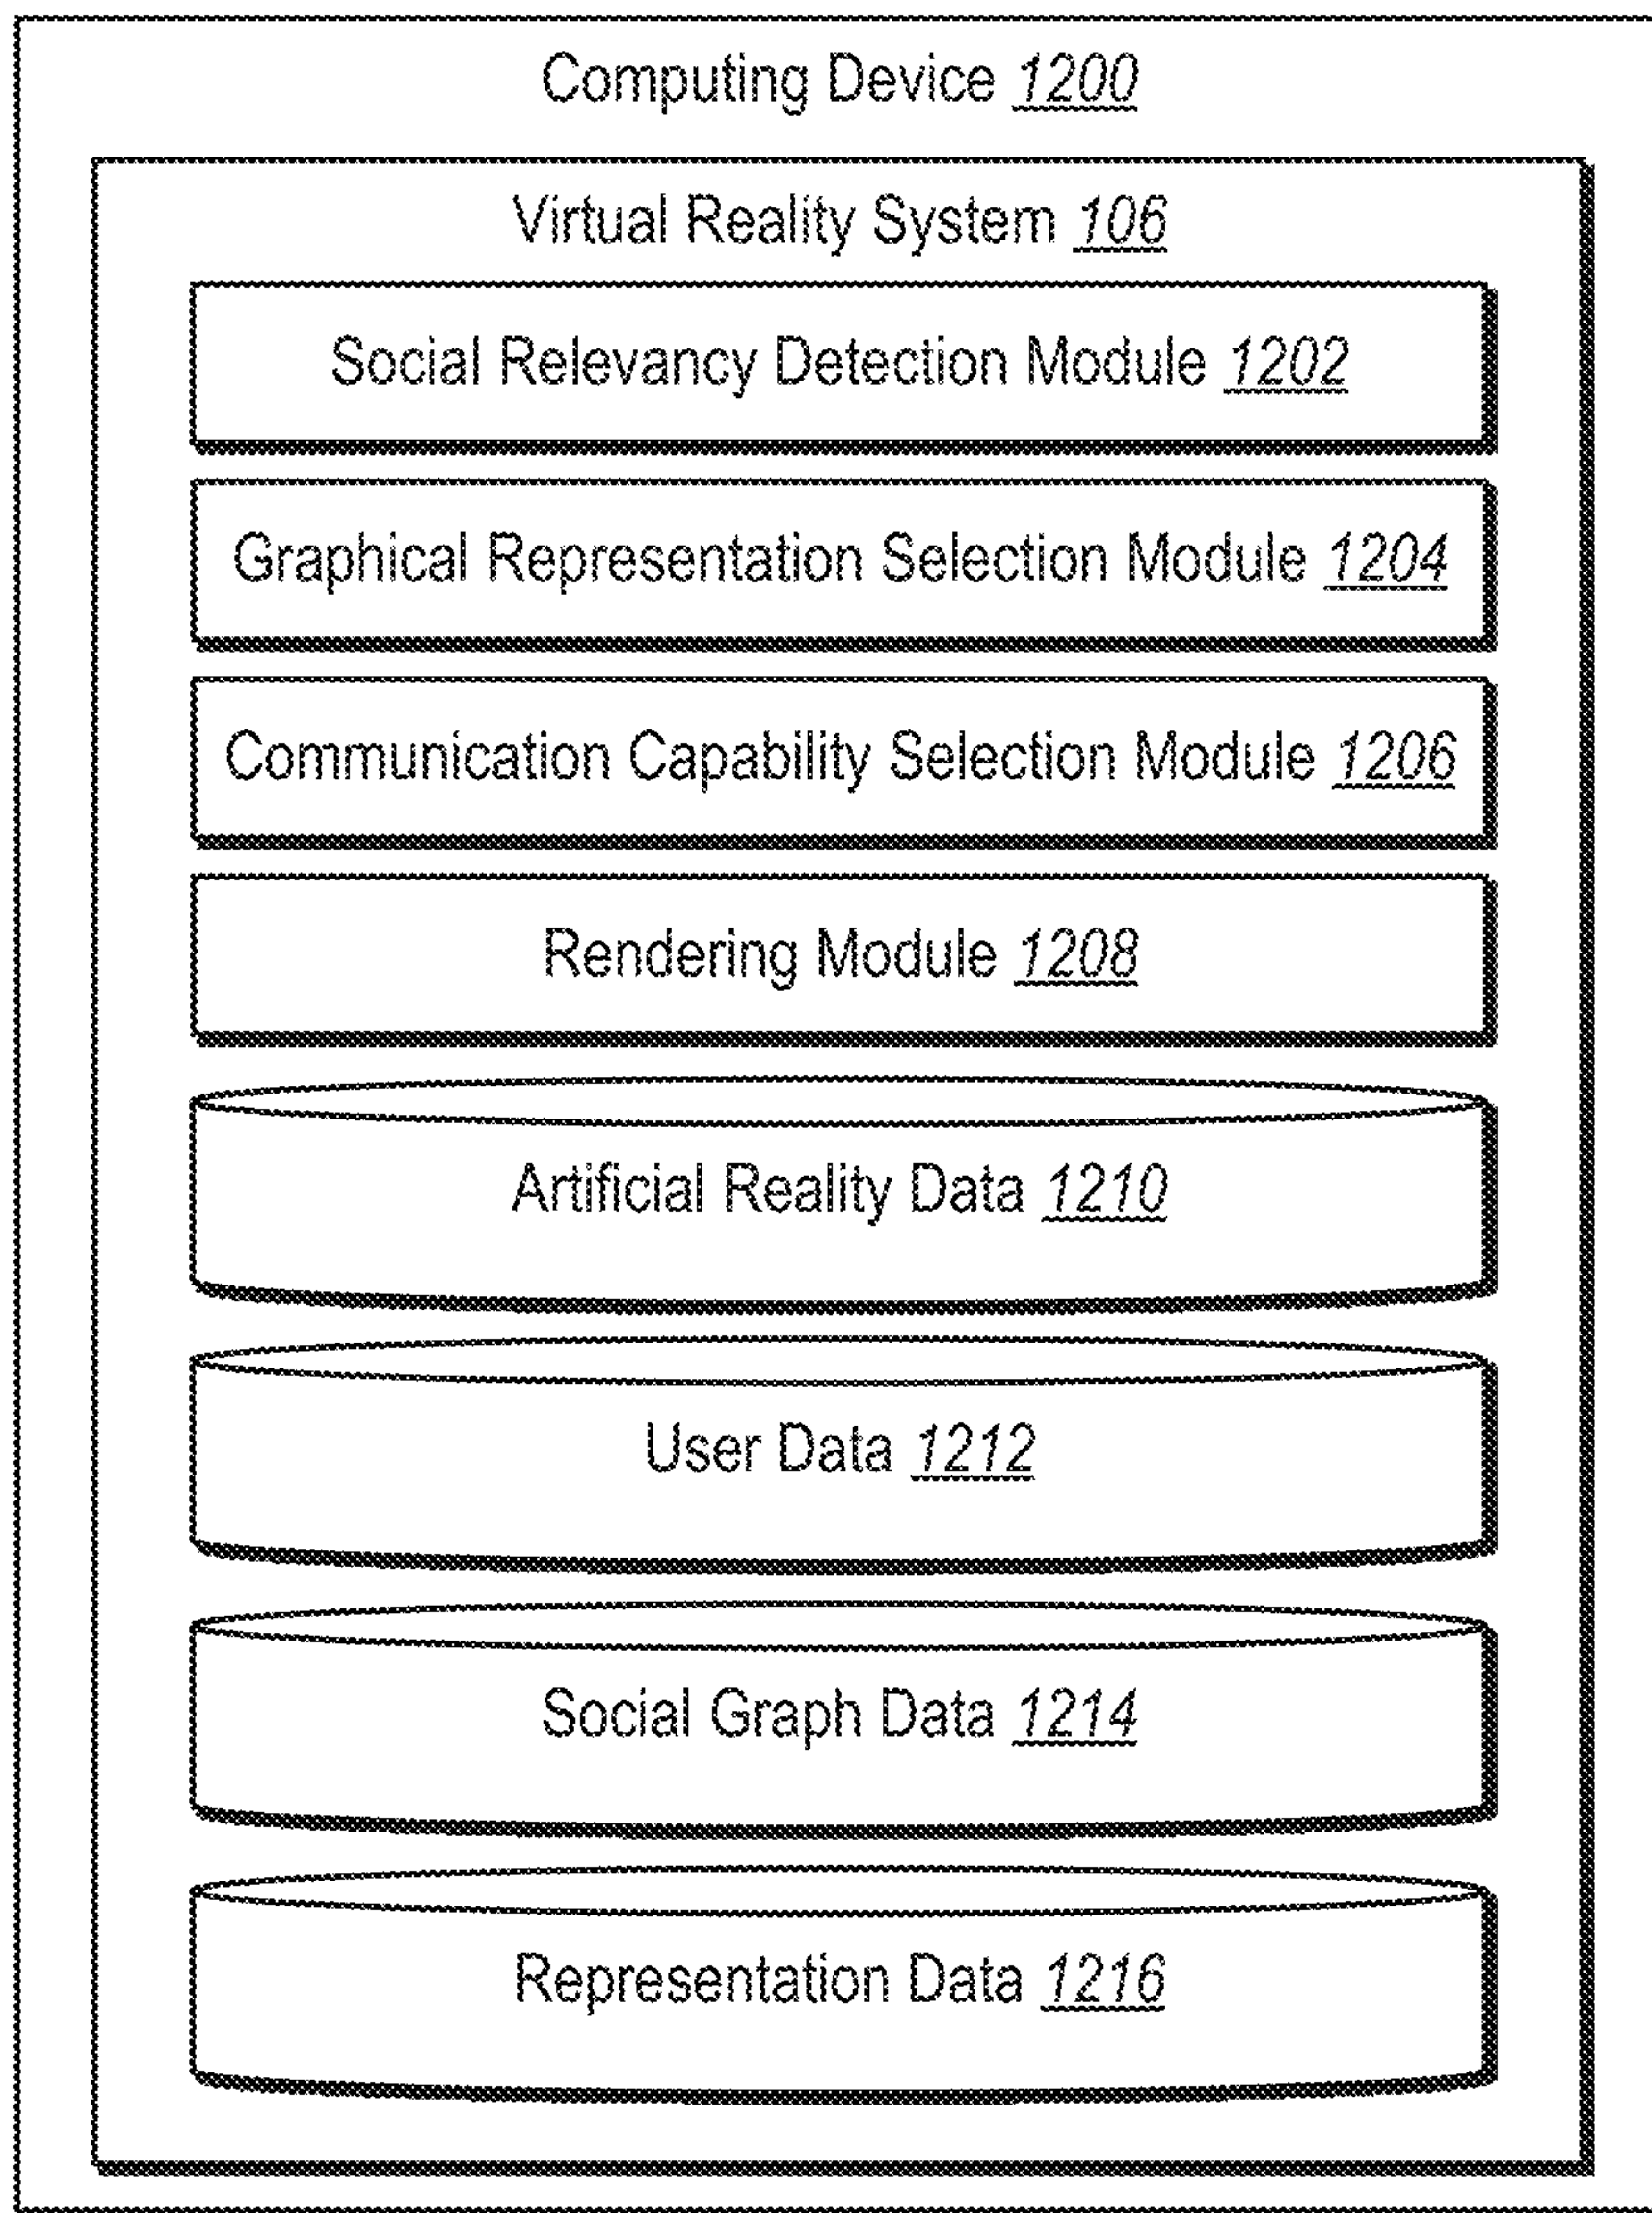 Computing Device 1200
Virtual Reality System 106
Social Relevancy Detection Module 1202
Graphical Representation Selection Module 1204
Communication Capability Selection Module 1206
Rendering Module 1208
Artificial Reality Data 1210
User Data 1212
Social Graph Data 1214
Representation Data 1216